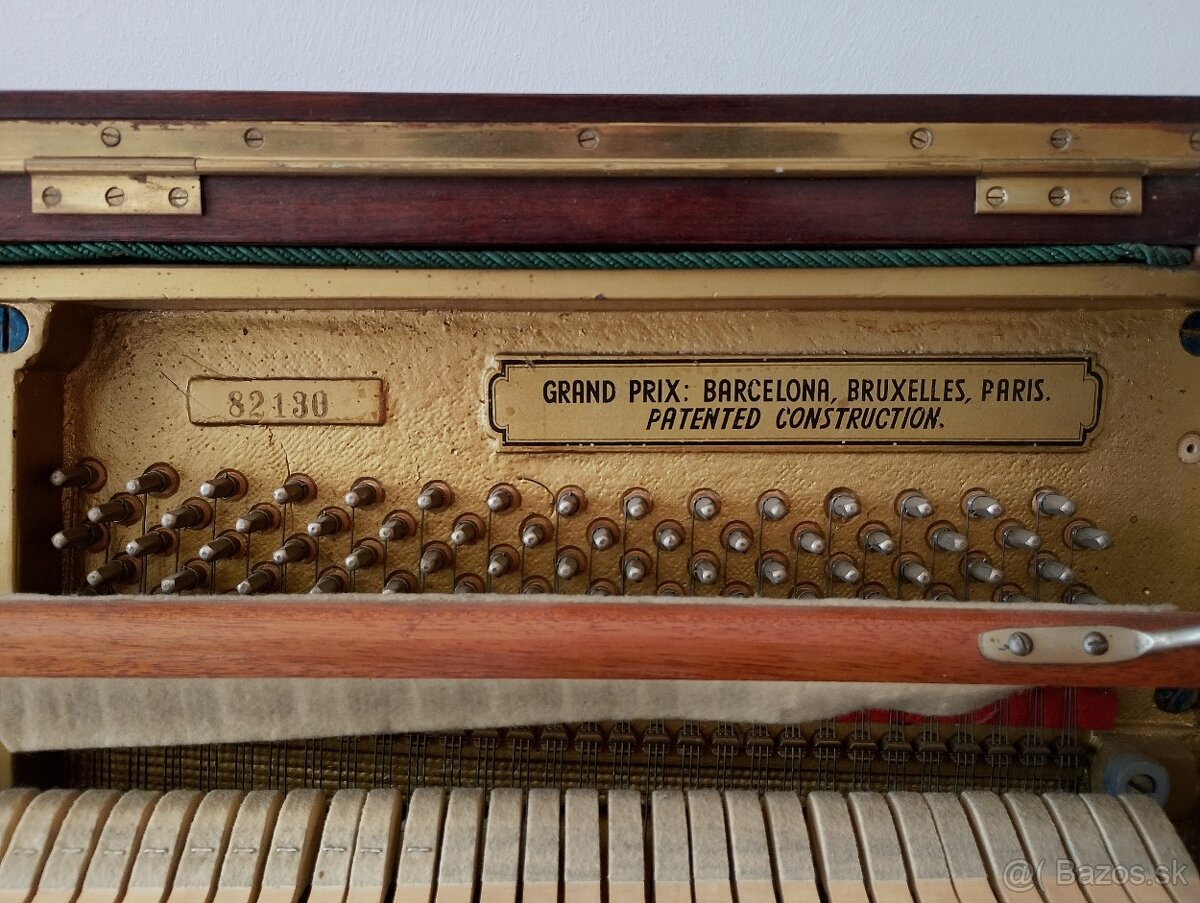 82130
GRAND PRIX: BARCELONA, BRUXELLES, PARIS.
PATENTED CONSTRUCTION.
@( Bazos.sk